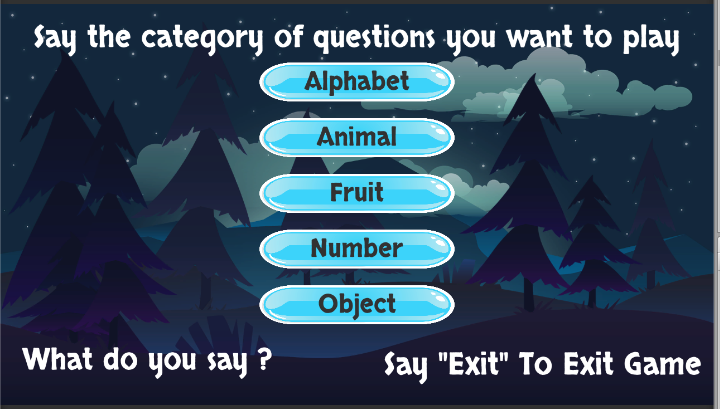 Say the category of questions you want to play
Alphabet
Animal
Fruit
Number
Object
What do you say ?
Say "Exit" To Exit Game